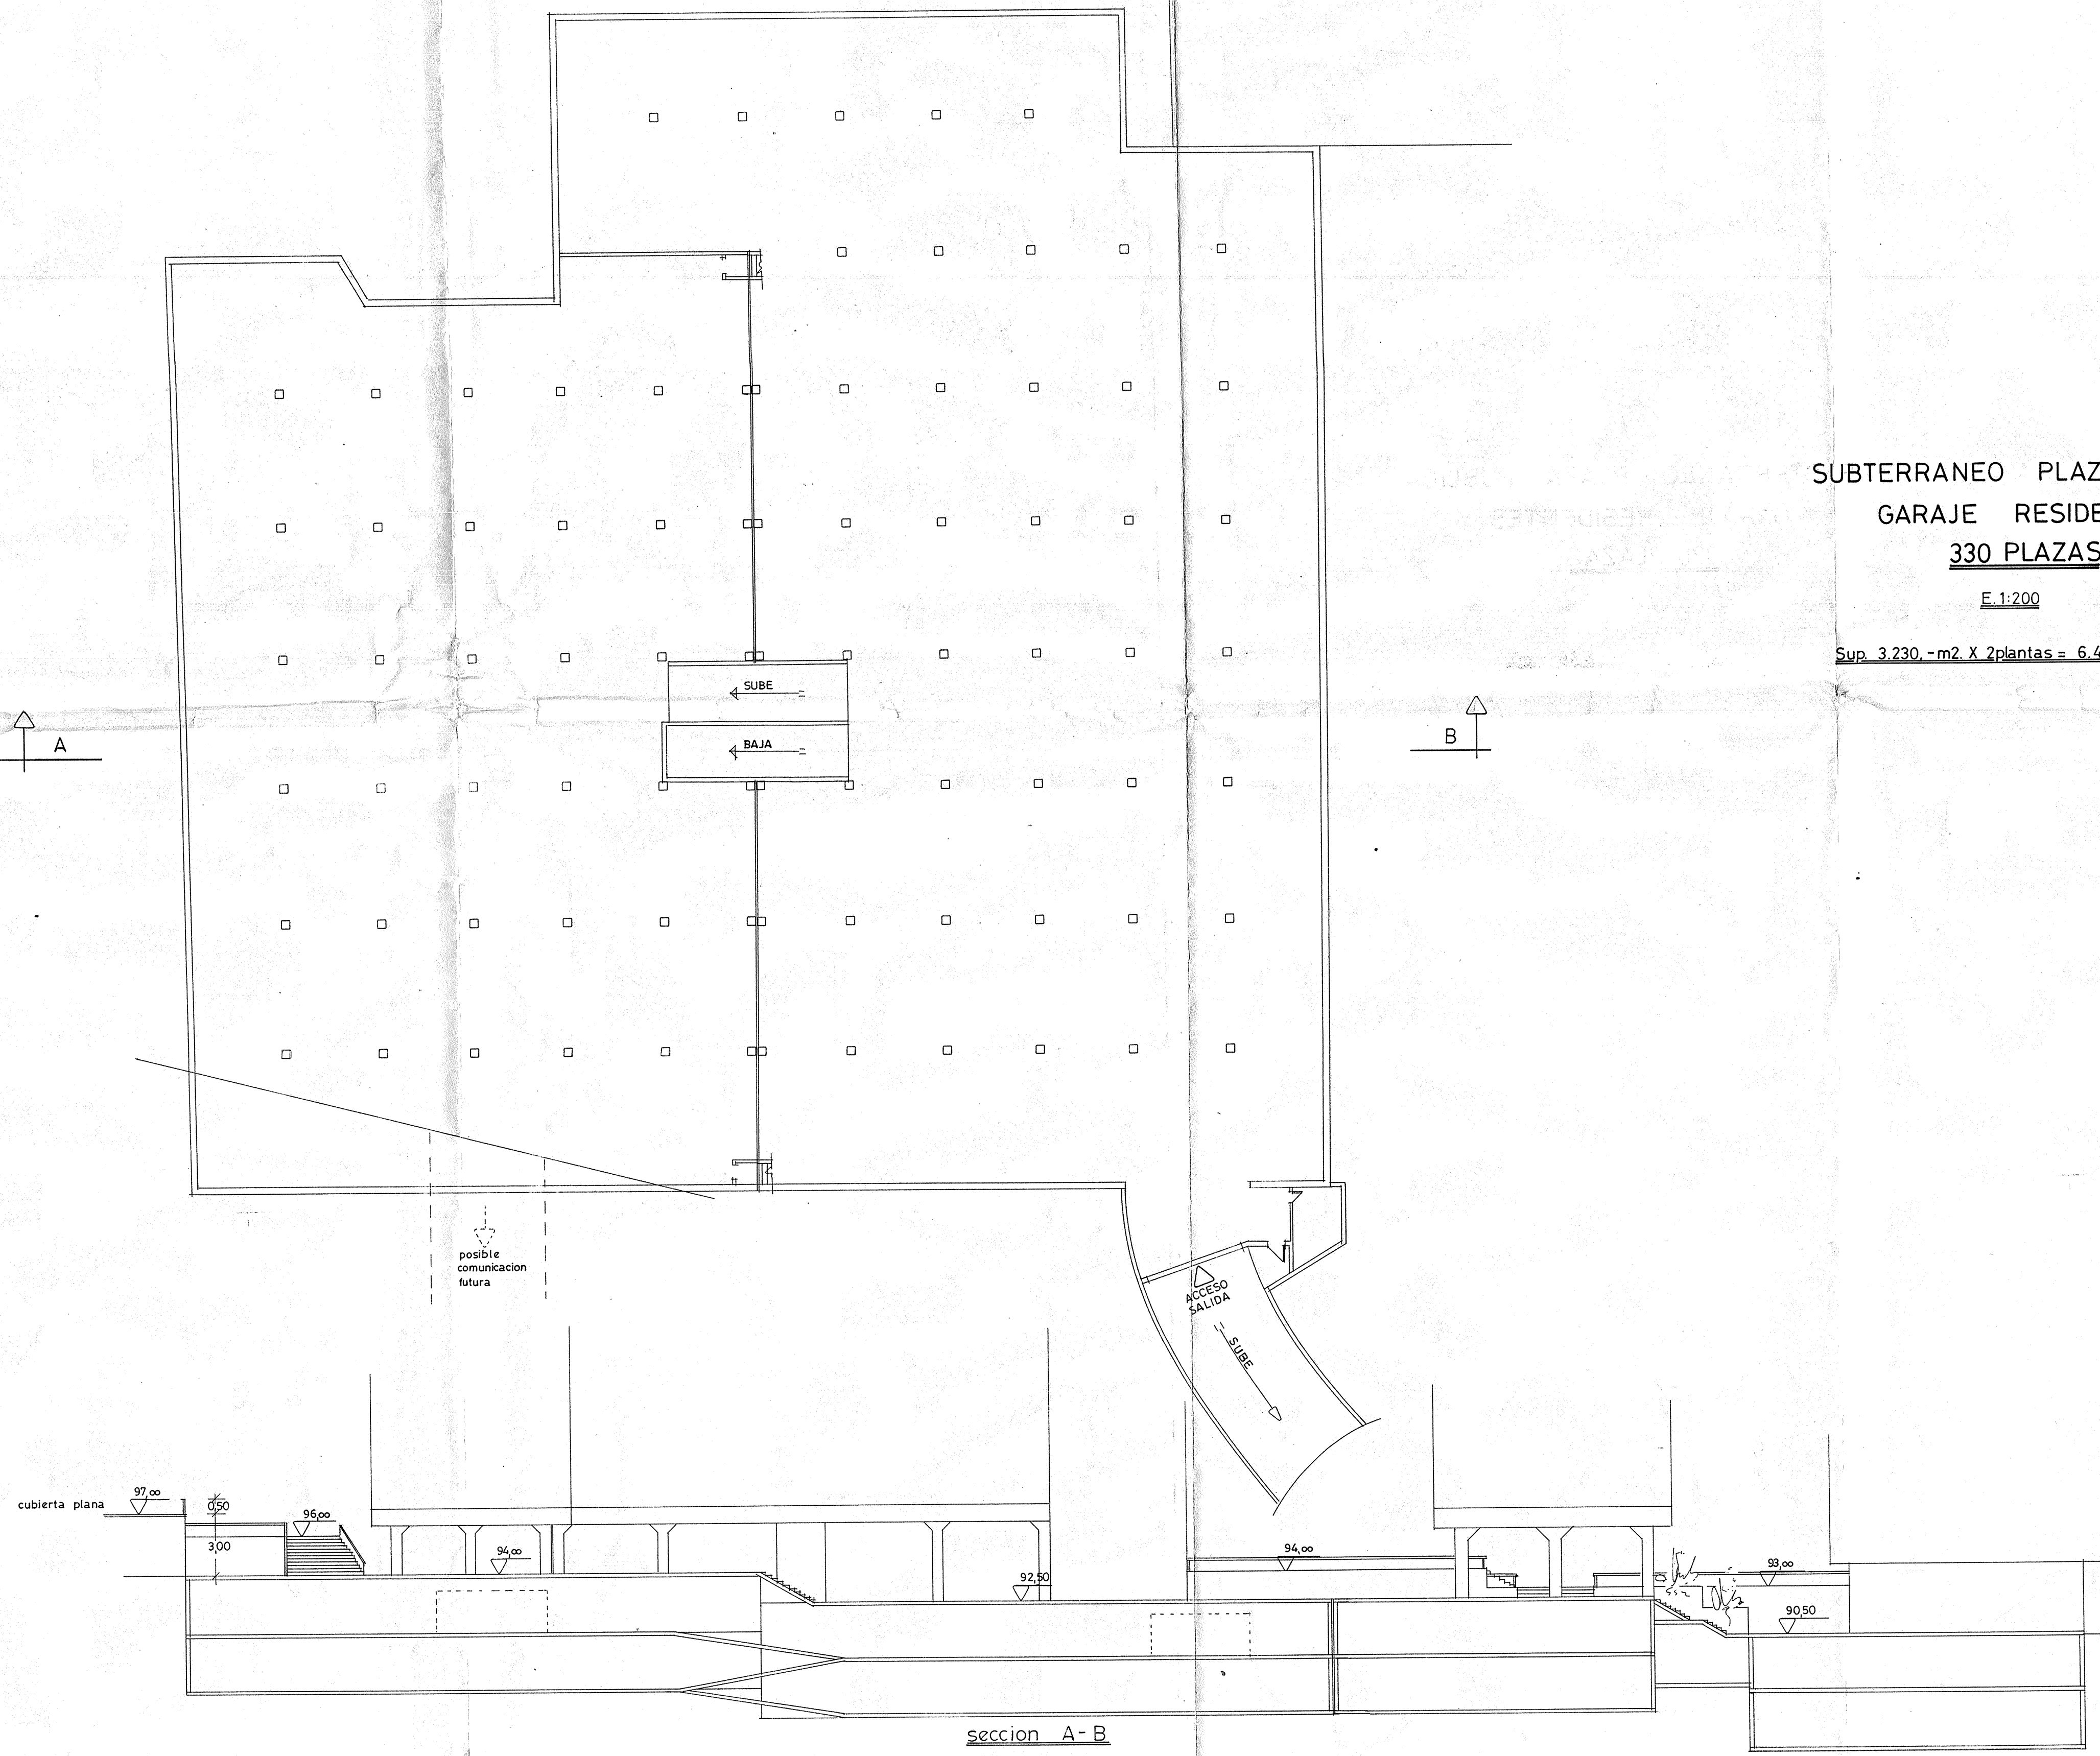 SUBTERRANEO PLAZ
GARAJE RESIDE
330 PLAZAS
E.1:200
Sup. 3.230,-m2. X 2plantas = 6.4
SUBE
BAJA
A
B
posible
comunicacion
futura
ACCESO
SALIDA
SUBE
cubierta plana
97,00
0,50
3,00
96,00
94,00
92,50
94,00
93,00
90,50
seccion A-B